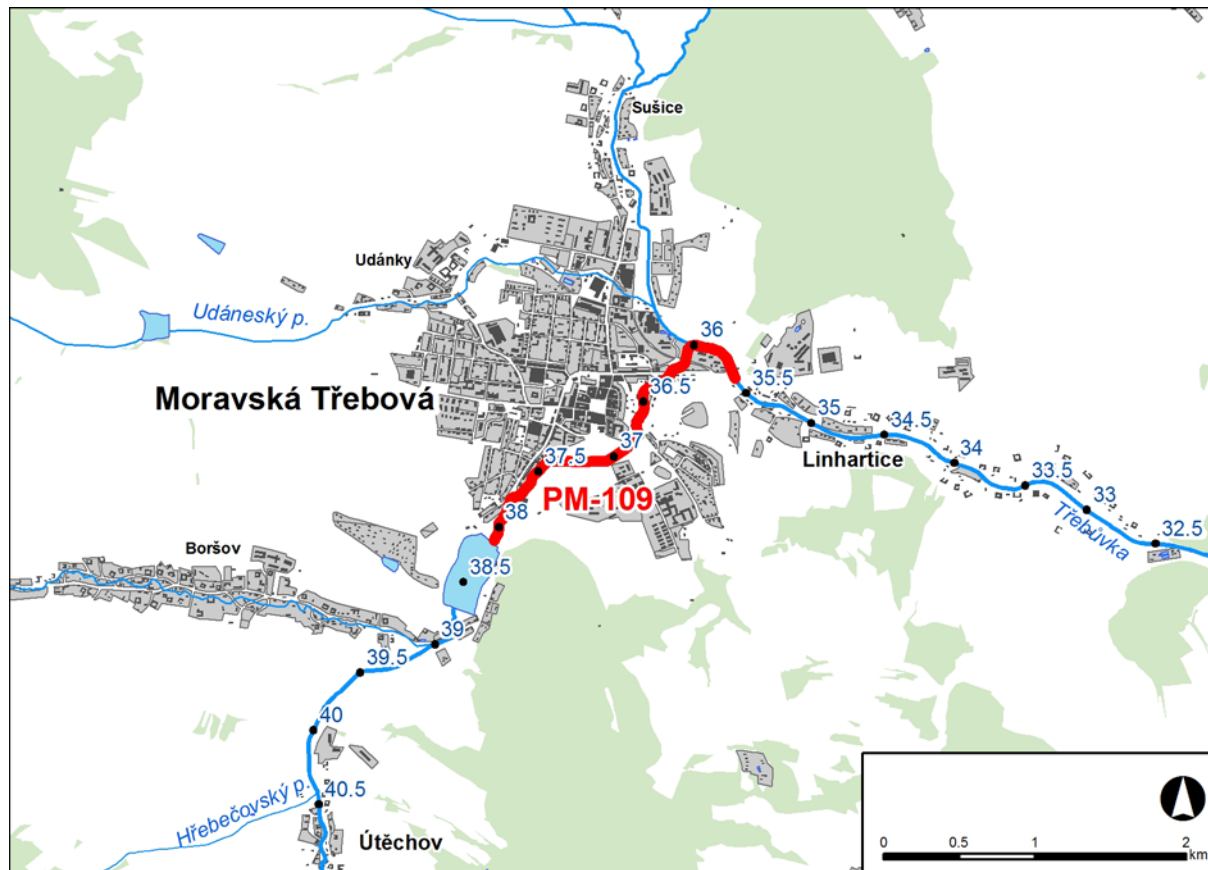 Sušice
Udánky
Udáneský p.
36
Moravská Třebová
36.5
35.5
35
34.5
Linhartice
34
33.5
33
32.5
Třebůvka
37
37.5
PM-109
38
Boršov
38.5
39
39.5
40
40.5
Hřebečovský p.
Útěchov
0 0.5 1 2
km